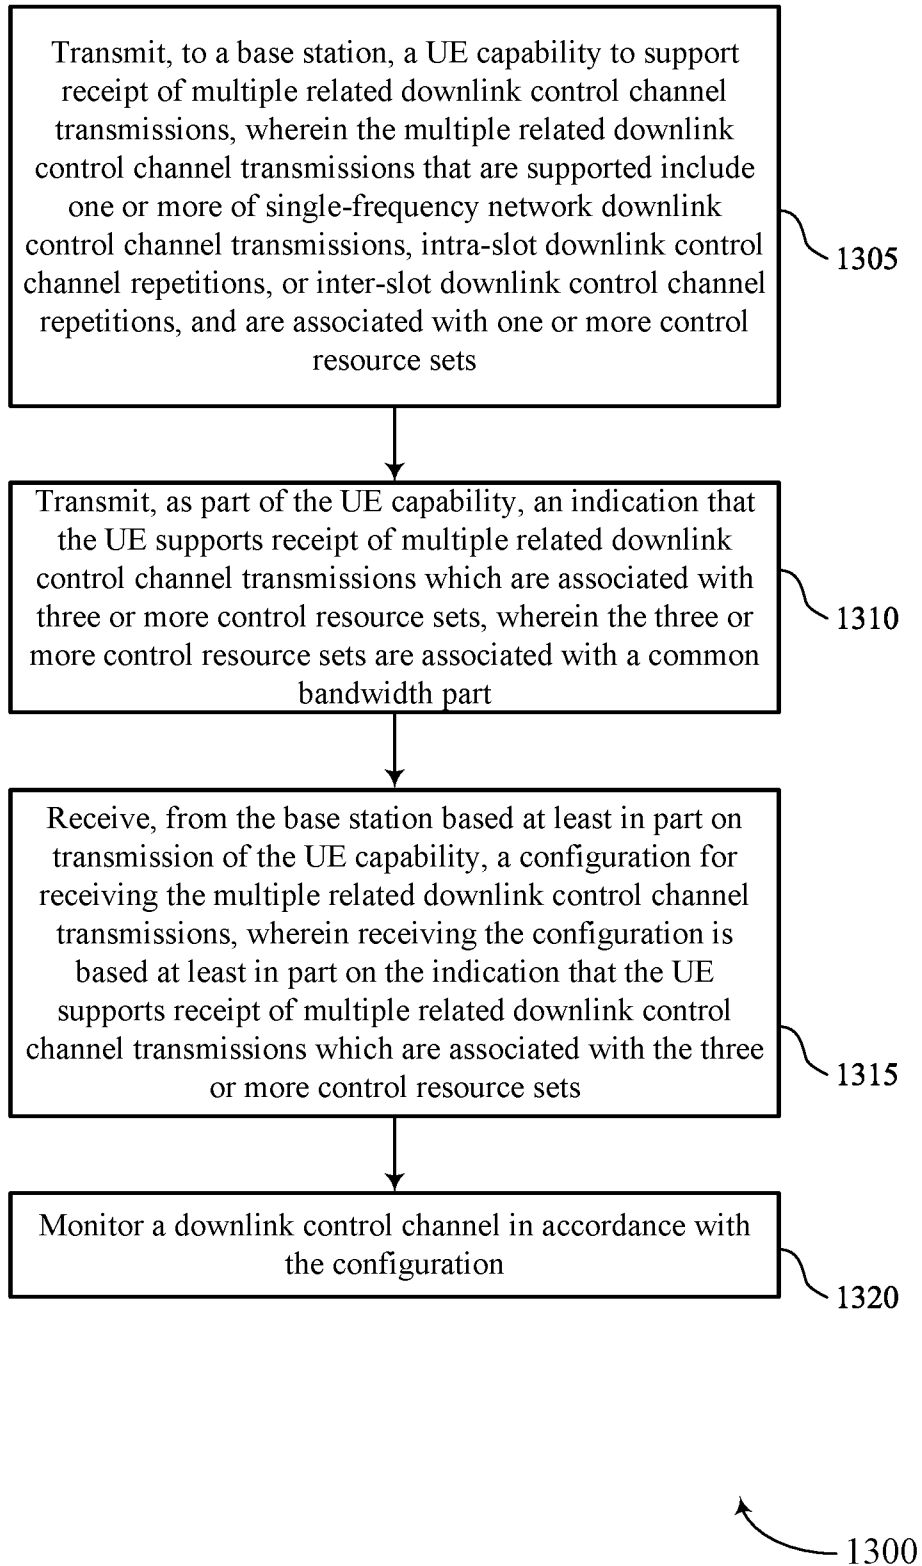 Transmit, to a base station, a UE capability to support
receipt of multiple related downlink control channel
transmissions, wherein the multiple related downlink
control channel transmissions that are supported include
one or more of single-frequency network downlink
control channel transmissions, intra-slot downlink control
channel repetitions, or inter-slot downlink control channel
repetitions, and are associated with one or more control
resource sets
1305
Transmit, as part of the UE capability, an indication that
the UE supports receipt of multiple related downlink
control channel transmissions which are associated with
three or more control resource sets, wherein the three or
more control resource sets are associated with a common
bandwidth part
1310
Receive, from the base station based at least in part on
transmission of the UE capability, a configuration for
receiving the multiple related downlink control channel
transmissions, wherein receiving the configuration is
based at least in part on the indication that the UE
supports receipt of multiple related downlink control
channel transmissions which are associated with the three
or more control resource sets
1315
Monitor a downlink control channel in accordance with
the configuration
1320
1300